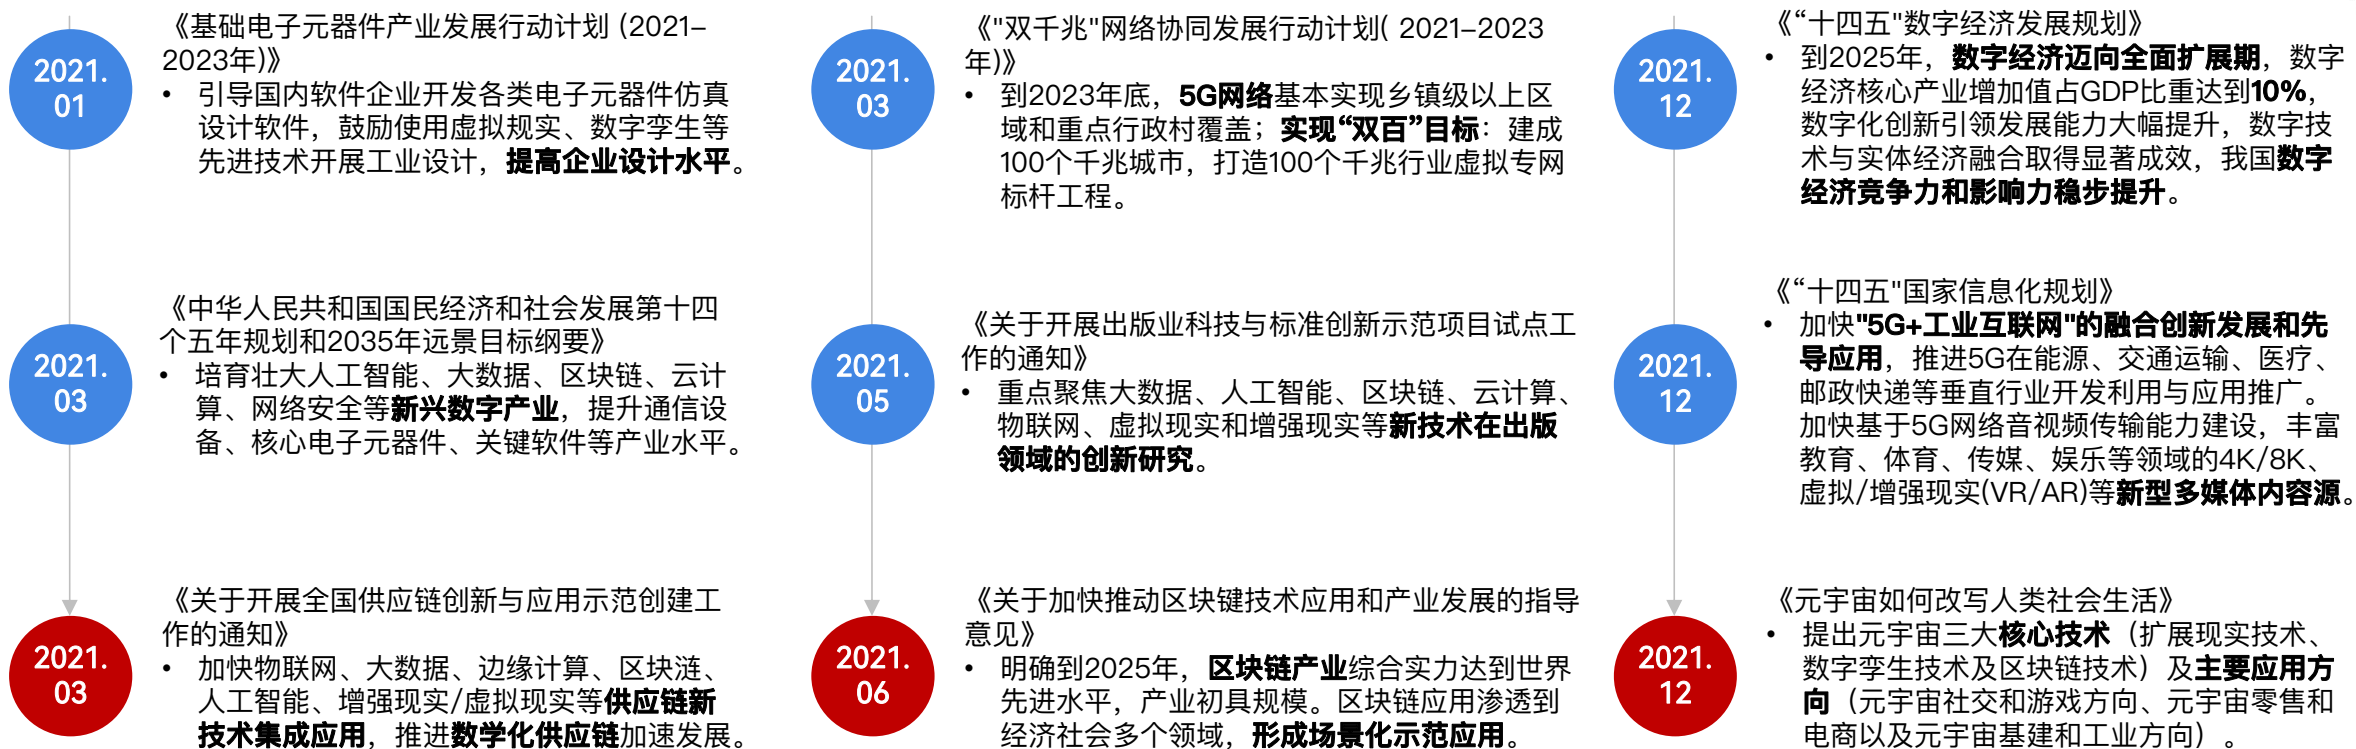 2021.
01
《基础电子元器件产业发展行动计划 (2021–
2023年)》
• 引导国内软件企业开发各类电子元器件仿真
设计软件，鼓励使用虚拟规实、数字孪生等
先进技术开展工业设计，提高企业设计水平。
2021.
03
《中华人民共和国国民经济和社会发展第十四
个五年规划和2035年远景目标纲要》
• 培育壮大人工智能、大数据、区块链、云计
算、网络安全等新兴数字产业，提升通信设
备、核心电子元器件、关键软件等产业水平。
2021.
03
《关于开展全国供应链创新与应用示范创建工
作的通知》
• 加快物联网、大数据、边缘计算、区块涟、
人工智能、增强现实/虚拟现实等供应链新
技术集成应用，推进数学化供应链加速发展。
2021.
03
《"双千兆"网络协同发展行动计划( 2021–2023
年)》
• 到2023年底，5G网络基本实现乡镇级以上区
域和重点行政村覆盖；实现“双百”目标：建成
100个千兆城市，打造100个千兆行业虚拟专网
标杆工程。
2021.
05
《关于开展出版业科技与标准创新示范项目试点工
作的通知》
• 重点聚焦大数据、人工智能、区块链、云计算、
物联网、虚拟现实和增强现实等新技术在出版
领域的创新研究。
2021.
06
《关于加快推动区块键技术应用和产业发展的指导
意见》
• 明确到2025年，区块链产业综合实力达到世界
先进水平，产业初具规模。区块链应用渗透到
经济社会多个领域，形成场景化示范应用。
2021.
12
《“十四五"数字经济发展规划》
• 到2025年，数字经济迈向全面扩展期，数字
经济核心产业增加值占GDP比重达到10%，
数字化创新引领发展能力大幅提升，数字技
术与实体经济融合取得显著成效，我国数字
经济竞争力和影响力稳步提升。
2021.
12
《“十四五"国家信息化规划》
• 加快"5G+工业互联网"的融合创新发展和先
导应用，推进5G在能源、交通运输、医疗、
邮政快递等垂直行业开发利用与应用推广。
加快基于5G网络音视频传输能力建设，丰富
教育、体育、传媒、娱乐等领域的4K/8K、
虚拟/增强现实(VR/AR)等新型多媒体内容源。
2021.
12
《元宇宙如何改写人类社会生活》
• 提出元宇宙三大核心技术（扩展现实技术、
数字孪生技术及区块链技术）及主要应用方
向（元宇宙社交和游戏方向、元宇宙零售和
电商以及元宇宙基建和工业方向）。